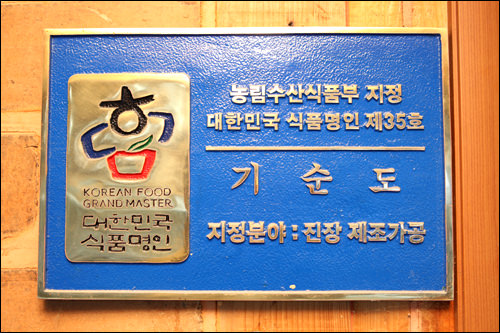 KOREAN FOOD
GRAND MASTER
대한민국
식품명인
농림수산식품부 지정
대한민국 식품명인 제35호
기순도
지정분야 : 진장 제조가공